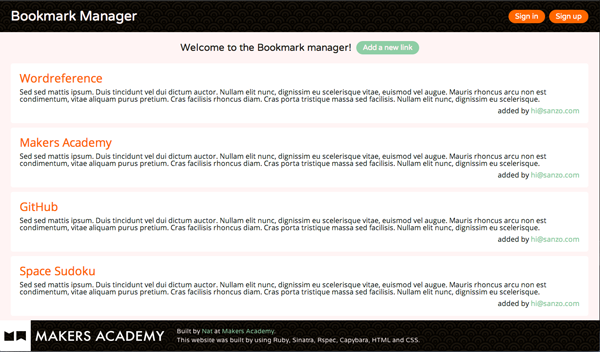 Bookmark Manager
Sign in
Sign up
Welcome to the Bookmark manager!
Add a new link
Wordreference
Sed sed mattis ipsum. Duis tincidunt vel dui dictum auctor. Nullam elit nunc, dignissim eu scelerisque vitae, euismod vel augue. Mauris rhoncus arcu non est
condimentum, vitae aliquam purus pretium. Cras facilisis rhoncus diam. Cras porta tristique massa sed facilisis. Nullam elit nunc, dignissim eu scelerisque.
added by hi@sanzo.com
Makers Academy
Sed sed mattis ipsum. Duis tincidunt vel dui dictum auctor. Nullam elit nunc, dignissim eu scelerisque vitae, euismod vel augue. Mauris rhoncus arcu non est
condimentum, vitae aliquam purus pretium. Cras facilisis rhoncus diam. Cras porta tristique massa sed facilisis. Nullam elit nunc, dignissim eu scelerisque.
added by hi@sanzo.com
GitHub
Sed sed mattis ipsum. Duis tincidunt vel dui dictum auctor. Nullam elit nunc, dignissim eu scelerisque vitae, euismod vel augue. Mauris rhoncus arcu non est
condimentum, vitae aliquam purus pretium. Cras facilisis rhoncus diam. Cras porta tristique massa sed facilisis. Nullam elit nunc, dignissim eu scelerisque.
added by hi@sanzo.com
Space Sudoku
Sed sed mattis ipsum. Duis tincidunt vel dui dictum auctor. Nullam elit nunc, dignissim eu scelerisque vitae, euismod vel augue. Mauris rhoncus arcu non est
condimentum, vitae aliquam purus pretium. Cras facilisis rhoncus diam. Cras porta tristique massa sed facilisis. Nullam elit nunc, dignissim eu scelerisque.
added by hi@sanzo.com
MAKERS ACADEMY
Built by Nat at Makers Academy.
This website was built by using Ruby, Sinatra, Rspec, Capybara, HTML and CSS.